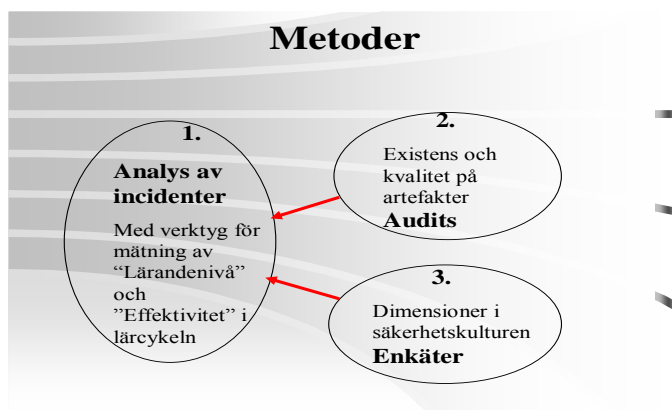 Metoder
1.
Analys av
incidenter
Med verktyg för
mätning av
“Lärandenivå”
och
”Effektivitet” i
lärcykeln
2.
Existens och
kvalitet på
artefakter
Audits
3.
Dimensioner i
säkerhetskulturen
Enkäter